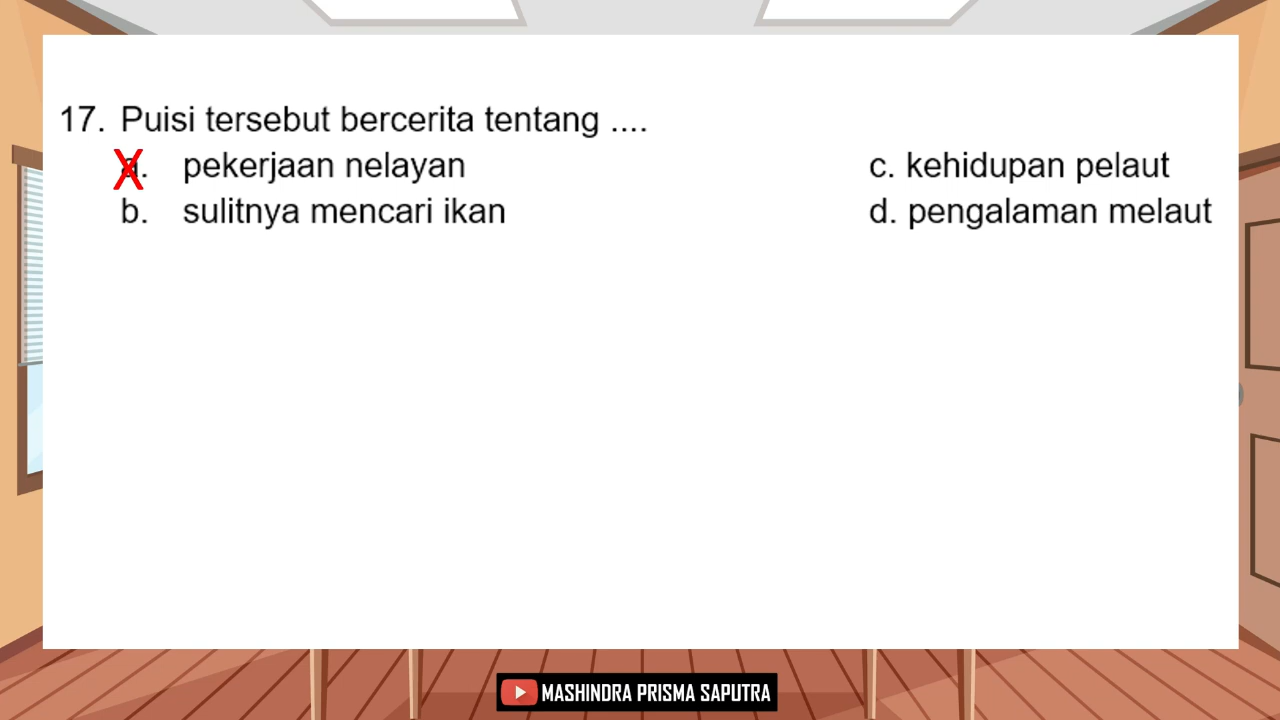 17. Puisi tersebut bercerita tentang ....
a. pekerjaan nelayan
b. sulitnya mencari ikan
c. kehidupan pelaut
d. pengalaman melaut
MASHINDRA PRISMA SAPUTRA